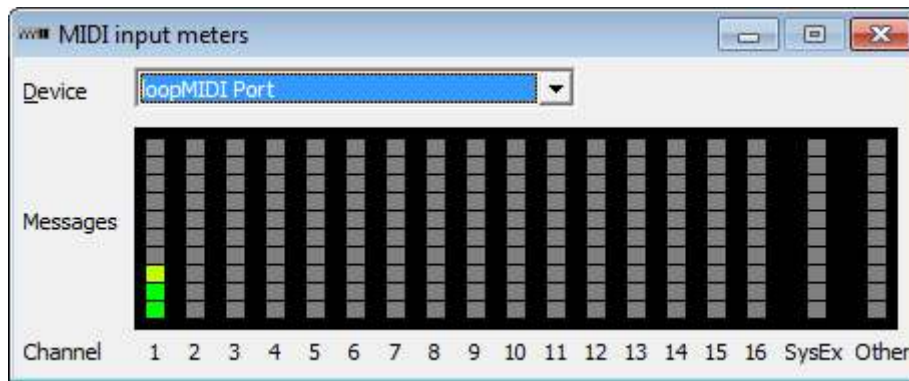 MIDI input meters
Device loopMIDI Port
Messages
Channel 1 2 3 4 5 6 7 8 9 10 11 12 13 14 15 16 SysEx Other